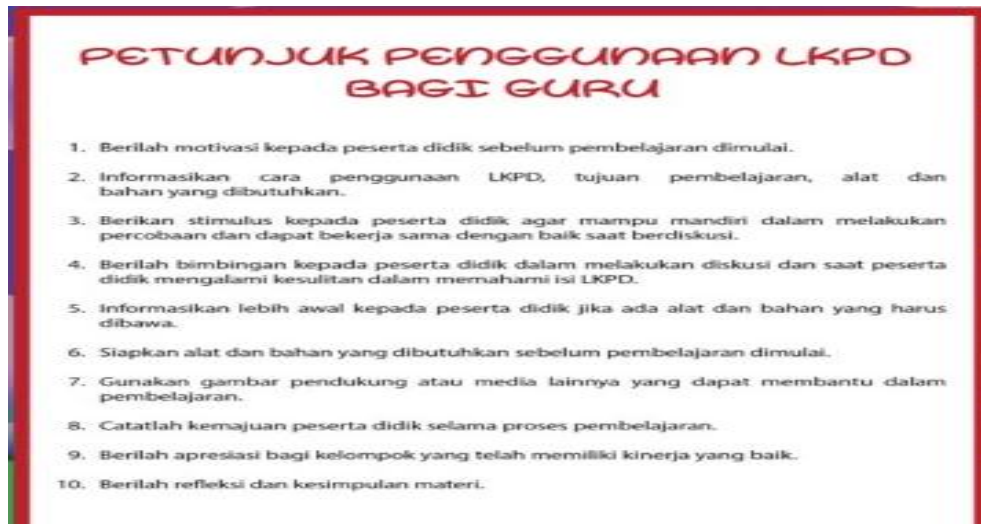 PETUNJUK PENGGUNAAN LKPD
BAGI GURU
1. Berilah motivasi kepada peserta didik sebelum pembelajaran dimulai.
2. Informasikan cara penggunaan LKPD, tujuan pembelajaran, alat dan
bahan yang dibutuhkan.
3. Berikan stimulus kepada peserta didik agar mampu mandiri dalam melakukan
percobaan dan dapat bekerja sama dengan baik saat berdiskusi.
4. Berilah bimbingan kepada peserta didik dalam melakukan diskusi dan saat peserta
didik mengalami kesulitan dalam memahami isi LKPD.
5. Informasikan lebih awal kepada peserta didik jika ada alat dan bahan yang harus
dibawa.
6. Siapkan alat dan bahan yang dibutuhkan sebelum pembelajaran dimulai.
7. Gunakan gambar pendukung atau media lainnya yang dapat membantu dalam
pembelajaran.
8. Catatlah kemajuan peserta didik selama proses pembelajaran.
9. Berilah apresiasi bagi kelompok yang telah memiliki kinerja yang baik.
10. Berilah refleksi dan kesimpulan materi.